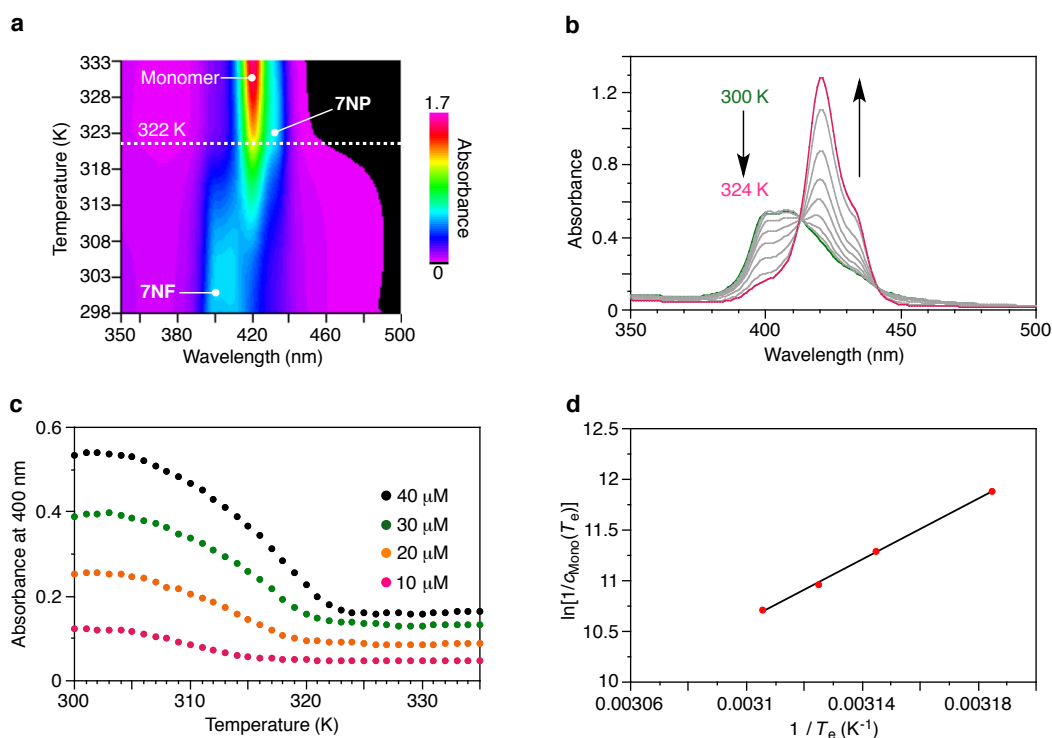 a
333
328
323
318
313
308
303
298
Temperature (K)
Monomer
7NP
322 K
7NF
350
380
420
460
500
Wavelength (nm)
1.7
0
Absorbance
b
1.2
0.8
0.4
0
Absorbance
300 K
324 K
350
400
450
500
Wavelength (nm)
c
0.6
0.4
0.2
0
Absorbance at 400 nm
40 μM
30 μM
20 μM
10 μM
300
310
320
330
Temperature (K)
d
12.5
12
11.5
11
10.5
10
ln[1/cMono(Te)]
0.00306
0.0031
0.00314
0.00318
1 / Te (K-1)